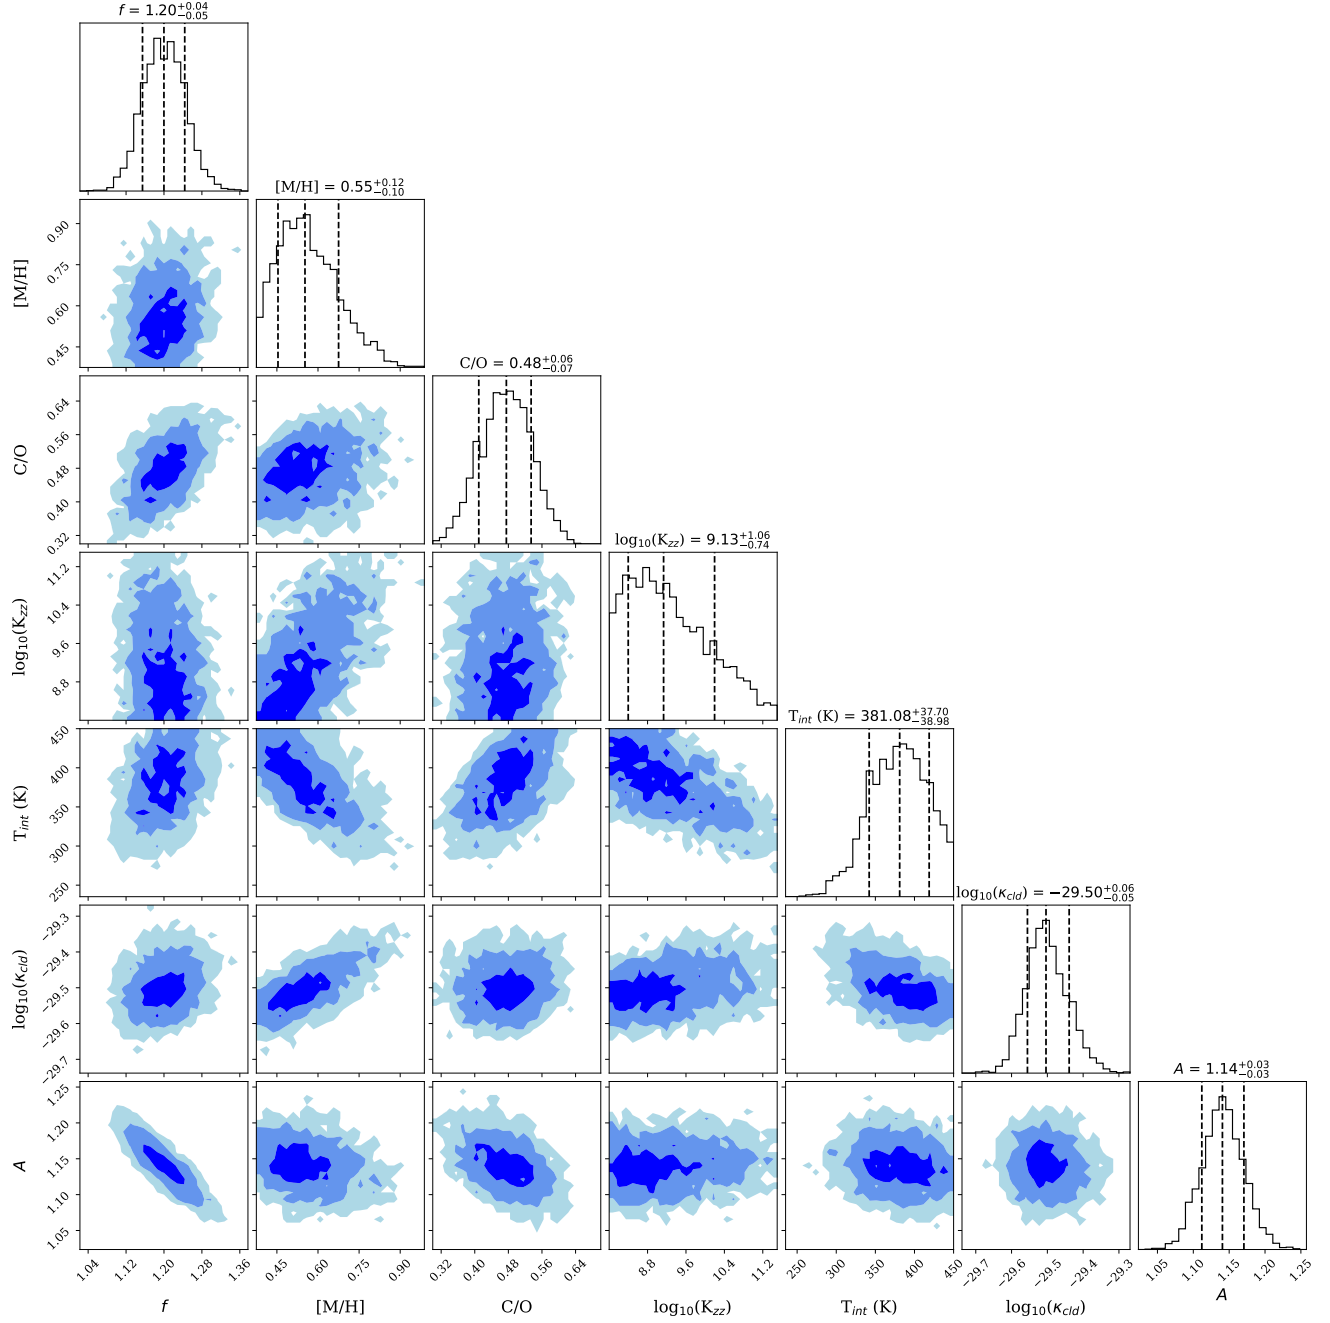 f = 1.20+0.04 −0.05
[M/H] = 0.55+0.12 −0.10
0.90
0.75
0.60
0.45
[M/H]
C/O = 0.48+0.06 −0.07
0.64
0.56
0.48
0.40
0.32
C/O
log10(Kzz) = 9.13+1.06 −0.74
11.2
10.4
9.6
8.8
log10(Kzz)
Tint (K) = 381.08+37.70 −38.98
450
400
350
300
250
Tint (K)
log10(κcld) = −29.50+0.06 −0.05
−29.3
−29.4
−29.5
−29.6
−29.7
log10(κcld)
A = 1.14+0.03 −0.03
1.25
1.20
1.15
1.10
1.05
A
1.04 1.12 1.20 1.28 1.36 0.45 0.60 0.75 0.90 0.32 0.40 0.48 0.56 0.64 8.8 9.6 10.4 11.2 250 300 350 400 450 −29.7 −29.6 −29.5 −29.4 −29.3 1.05 1.10 1.15 1.20 1.25
f [M/H] C/O log10(Kzz) Tint (K) log10(κcld) A